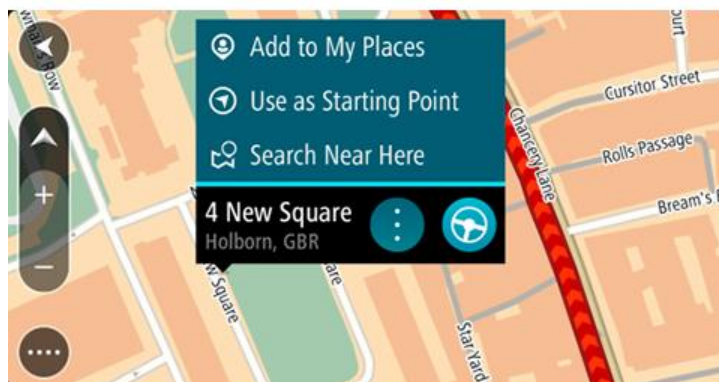 Add to My Places
Use as Starting Point
Search Near Here
4 New Square
Holborn, GBR
Row
Cursitor Street
Chancery Lane
Rolls Passage
Bream's
Square
Star Yard